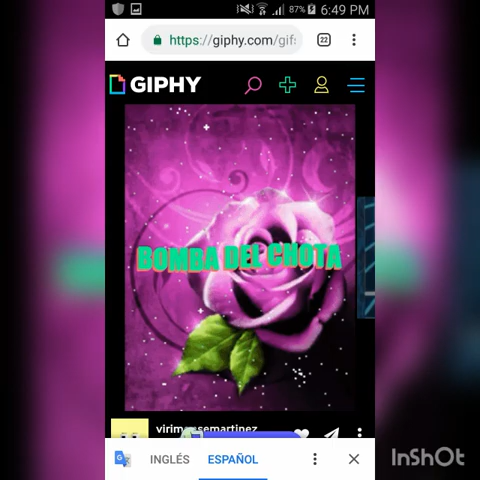 87% 6:49 PM
https://giphy.com/gif
22
GIPHY
BOMBA DEL CHOTA
INGLÉS ESPAÑOL
InShOt